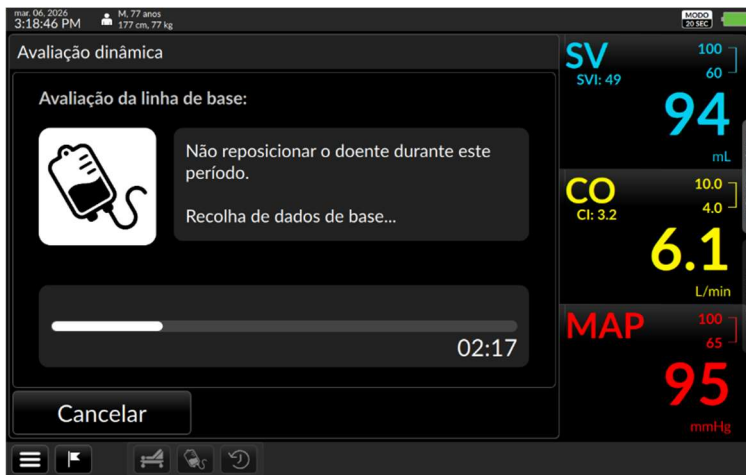 mar. 06, 2026
3:18:46 PM
M, 77 anos
177 cm, 77 kg
MODO
20 SEC
Avaliação dinâmica
Avaliação da linha de base:
Não reposicionar o doente durante este
período.
Recolha de dados de base...
02:17
Cancelar
SV
SVI: 49
100
60
94
mL
CO
CI: 3.2
10.0
4.0
6.1
L/min
MAP
100
65
95
mmHg